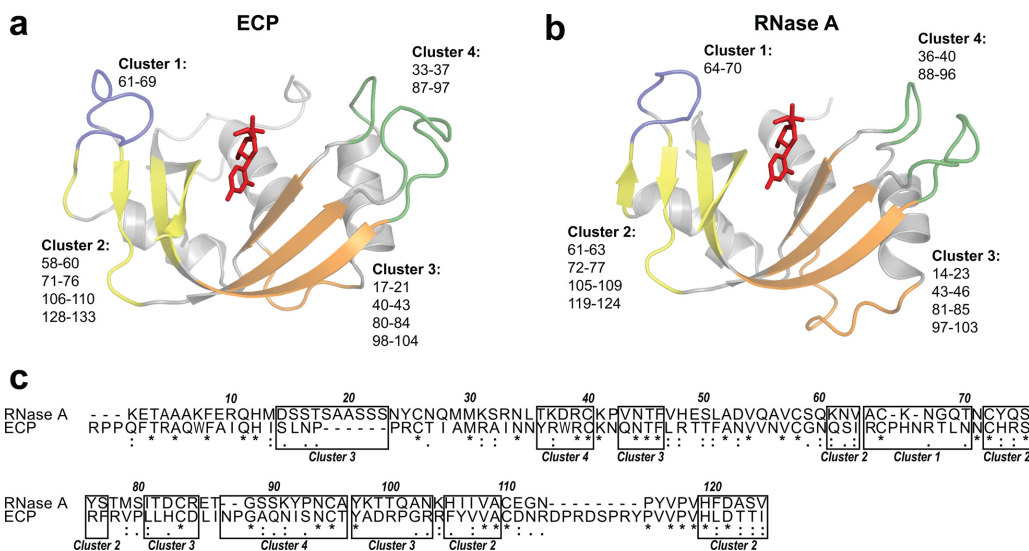 a
ECP
Cluster 1:
61-69
Cluster 4:
33-37
87-97
Cluster 2:
58-60
71-76
106-110
128-133
Cluster 3:
17-21
40-43
80-84
98-104
b
RNase A
Cluster 1:
64-70
Cluster 4:
36-40
88-96
Cluster 2:
61-63
72-77
105-109
119-124
Cluster 3:
14-23
43-46
81-85
97-103
c
10 20 30 40 50 60 70
RNase A ---KETAAAKFERQHMDSSTSAASSSNYCNQMMKSRNLTKDRCKPVNTFVHESLADVQAVCSQKNVAC-K-NGQTNCYQS
ECP RPPQFTRAQWFAIQHISLNP------PRCTIAMRAINNYRWRCKNQNTFLRTTFANVVNVCGNQSIRCPHNRTLNNCHRS
Cluster 3 Cluster 4 Cluster 3 Cluster 2 Cluster 1 Cluster 2
80 90 100 110 120
RNase A YSTMSITDCRET--GSSKYPNCAYKTTQANKHIIVACEGN-------PYVPVHFDASV
ECP RFRVPLLHCDLINPGAQNISNCTYADRPGRRFYVVACDNRDPRDSPRYPVVPVHLDTTI
Cluster 2 Cluster 3 Cluster 4 Cluster 3 Cluster 2 Cluster 2